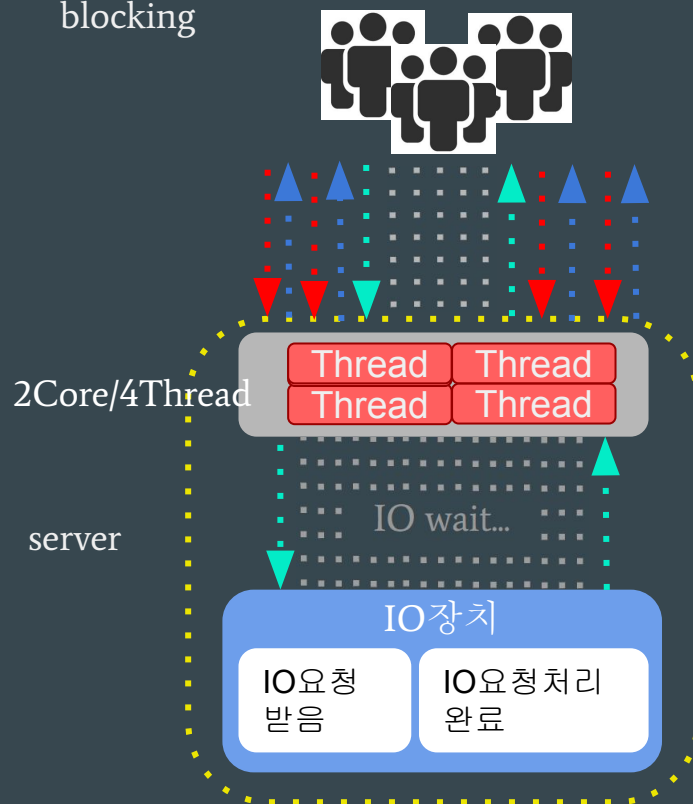 blocking
Thread Thread
2Core/4Thread
Thread Thread
IO wait...
server
IO장치
IO요청
받음
IO요청처리
완료